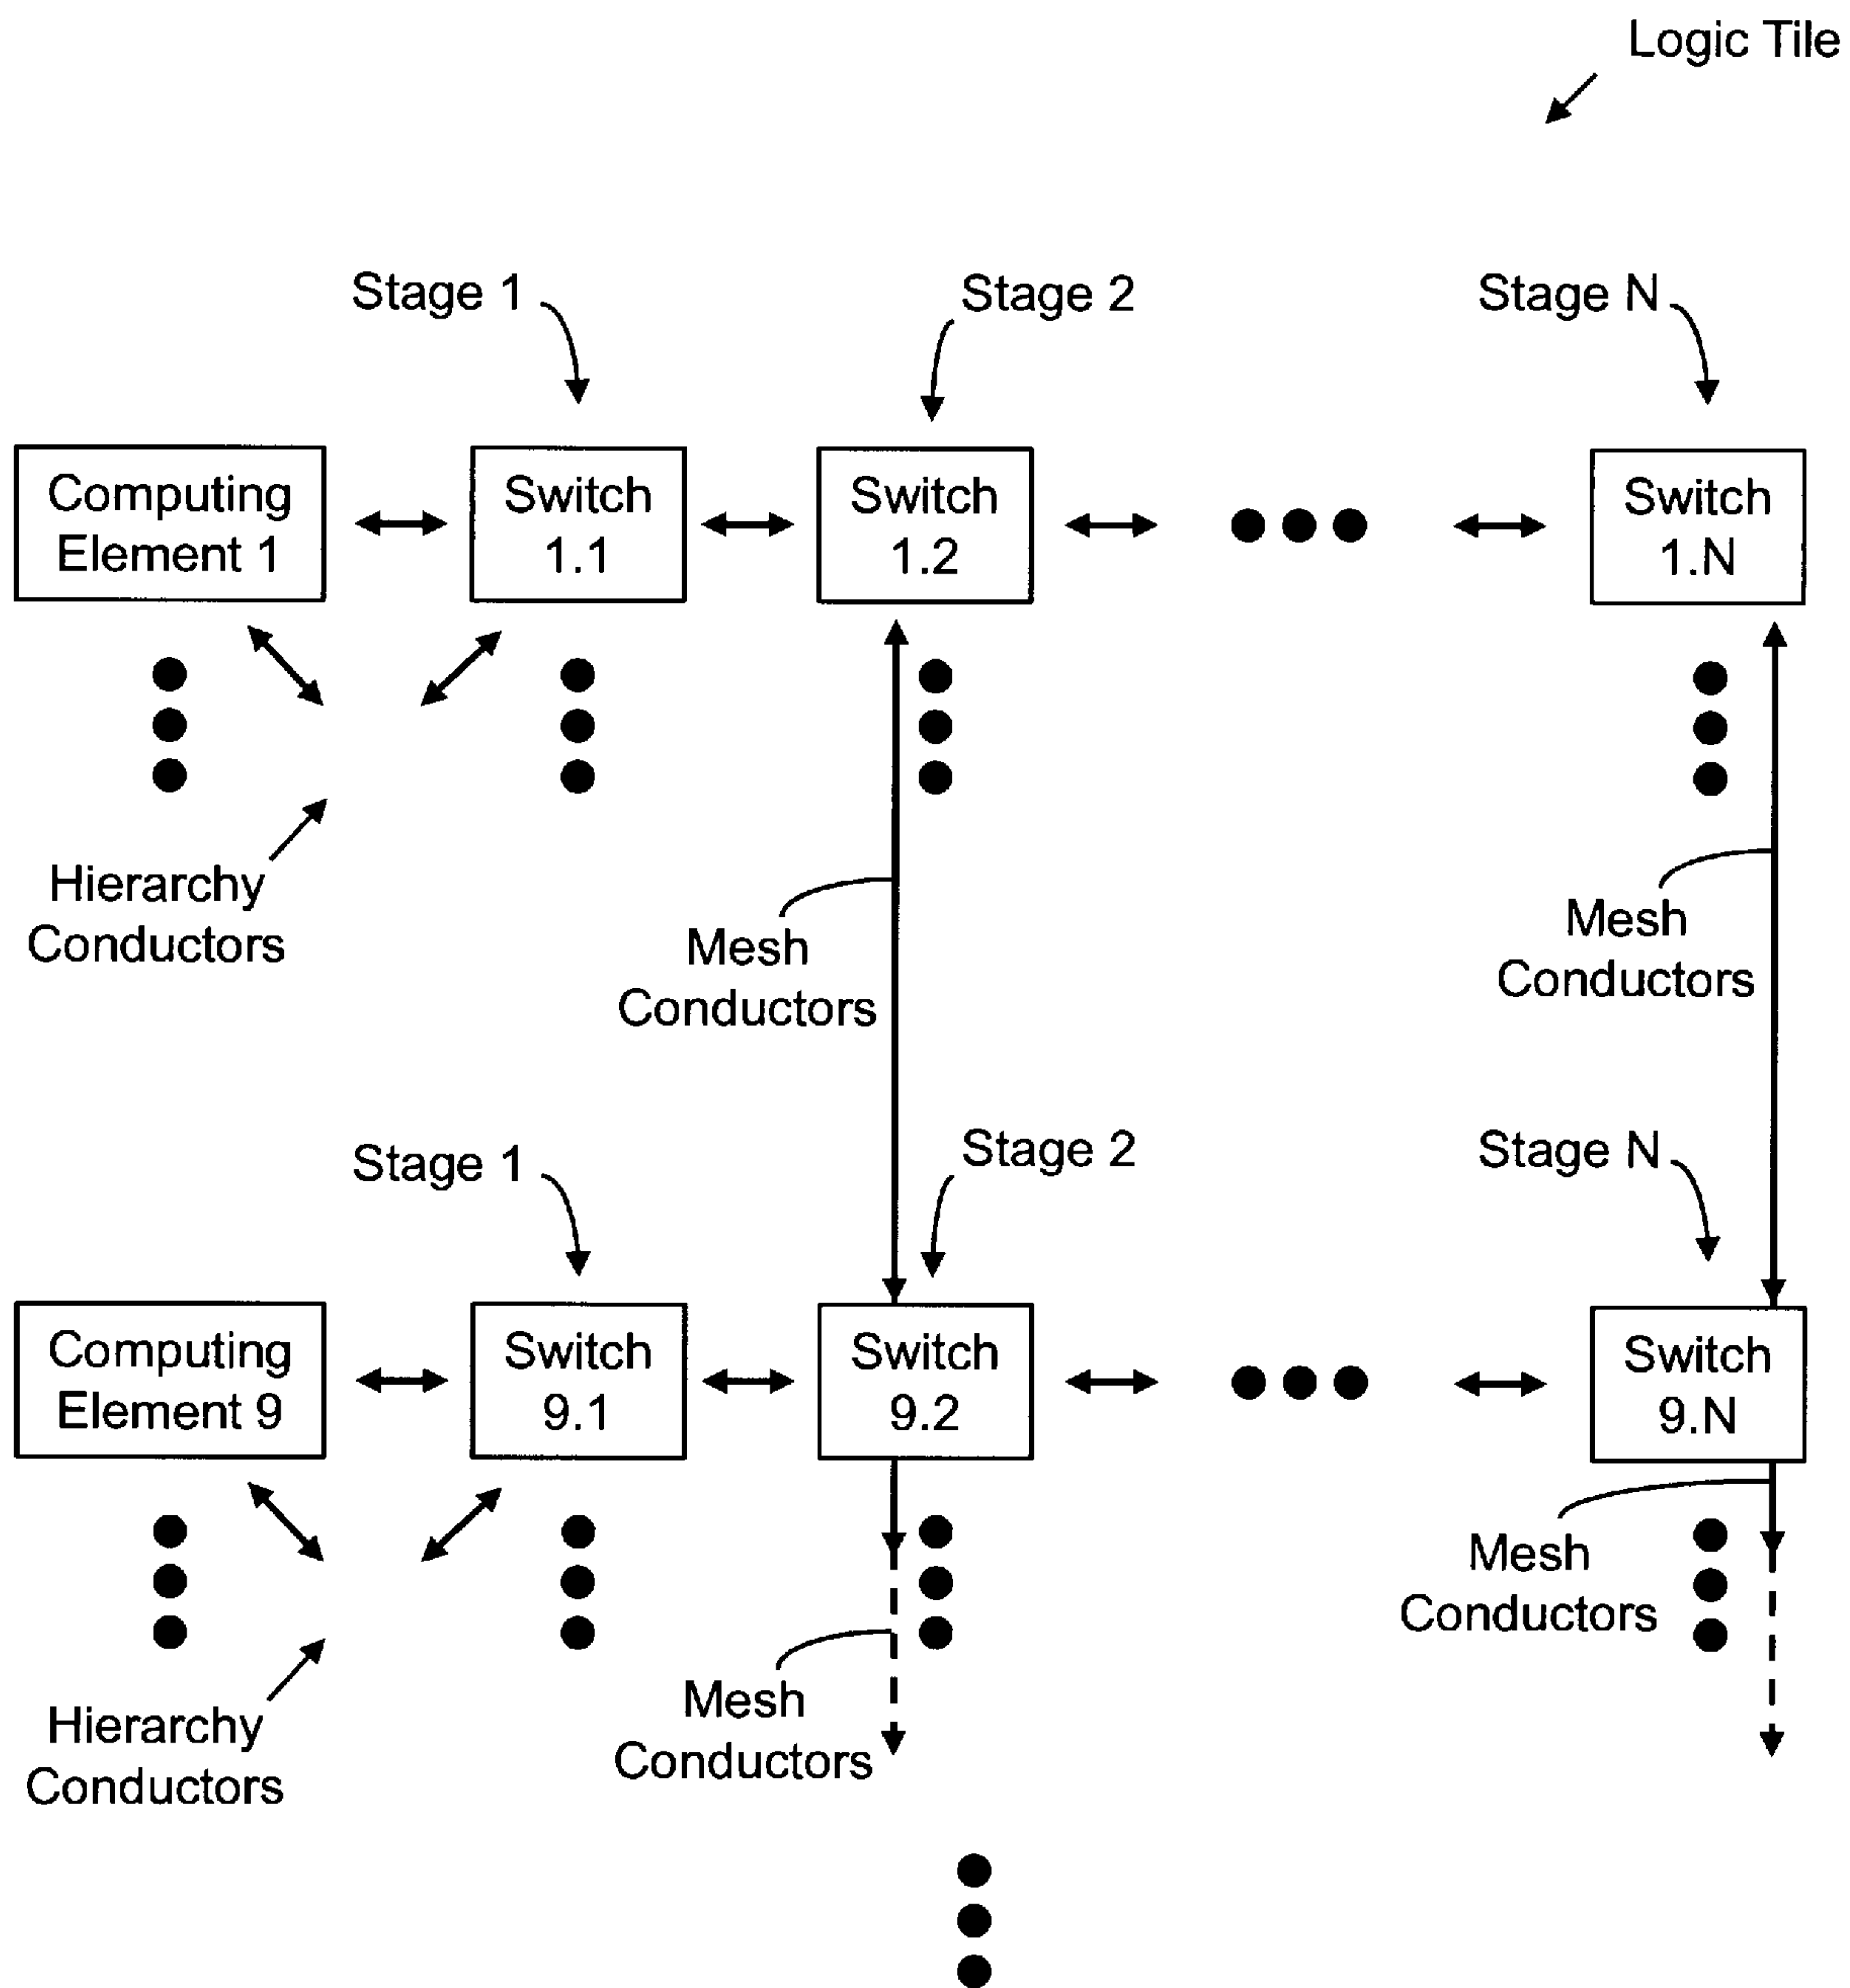 Logic Tile
Stage 1
Stage 2
Stage N
Computing
Element 1
Switch
1.1
Switch
1.2
Switch
1.N
Hierarchy
Conductors
Mesh
Conductors
Mesh
Conductors
Stage 1
Stage 2
Stage N
Computing
Element 9
Switch
9.1
Switch
9.2
Switch
9.N
Mesh
Conductors
Hierarchy
Conductors
Mesh
Conductors